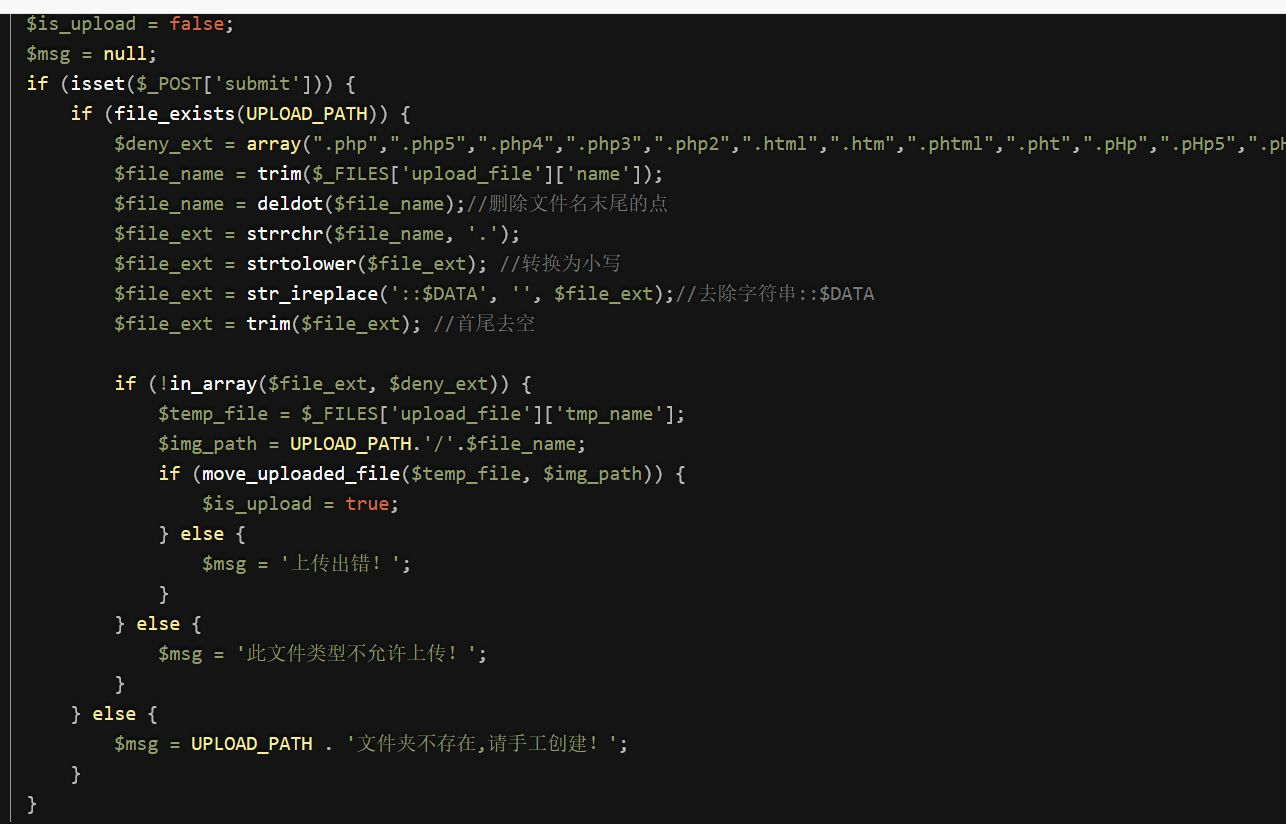 $is_upload = false;
$msg = null;
if (isset($_POST['submit'])) {
    if (file_exists(UPLOAD_PATH)) {
        $deny_ext = array(".php",".php5",".php4",".php3",".php2",".html",".htm",".phtml",".pht",".pHp",".pHp5",".pH
        $file_name = trim($_FILES['upload_file']['name']);
        $file_name = deldot($file_name);//删除文件名末尾的点
        $file_ext = strrchr($file_name, '.');
        $file_ext = strtolower($file_ext); //转换为小写
        $file_ext = str_ireplace('::$DATA', '', $file_ext);//去除字符串::$DATA
        $file_ext = trim($file_ext); //首尾去空
        if (!in_array($file_ext, $deny_ext)) {
            $temp_file = $_FILES['upload_file']['tmp_name'];
            $img_path = UPLOAD_PATH.'/'.$file_name;
            if (move_uploaded_file($temp_file, $img_path)) {
                $is_upload = true;
            } else {
                $msg = '上传出错！';
            }
        } else {
            $msg = '此文件类型不允许上传！';
        }
    } else {
        $msg = UPLOAD_PATH . '文件夹不存在,请手工创建！';
    }
}